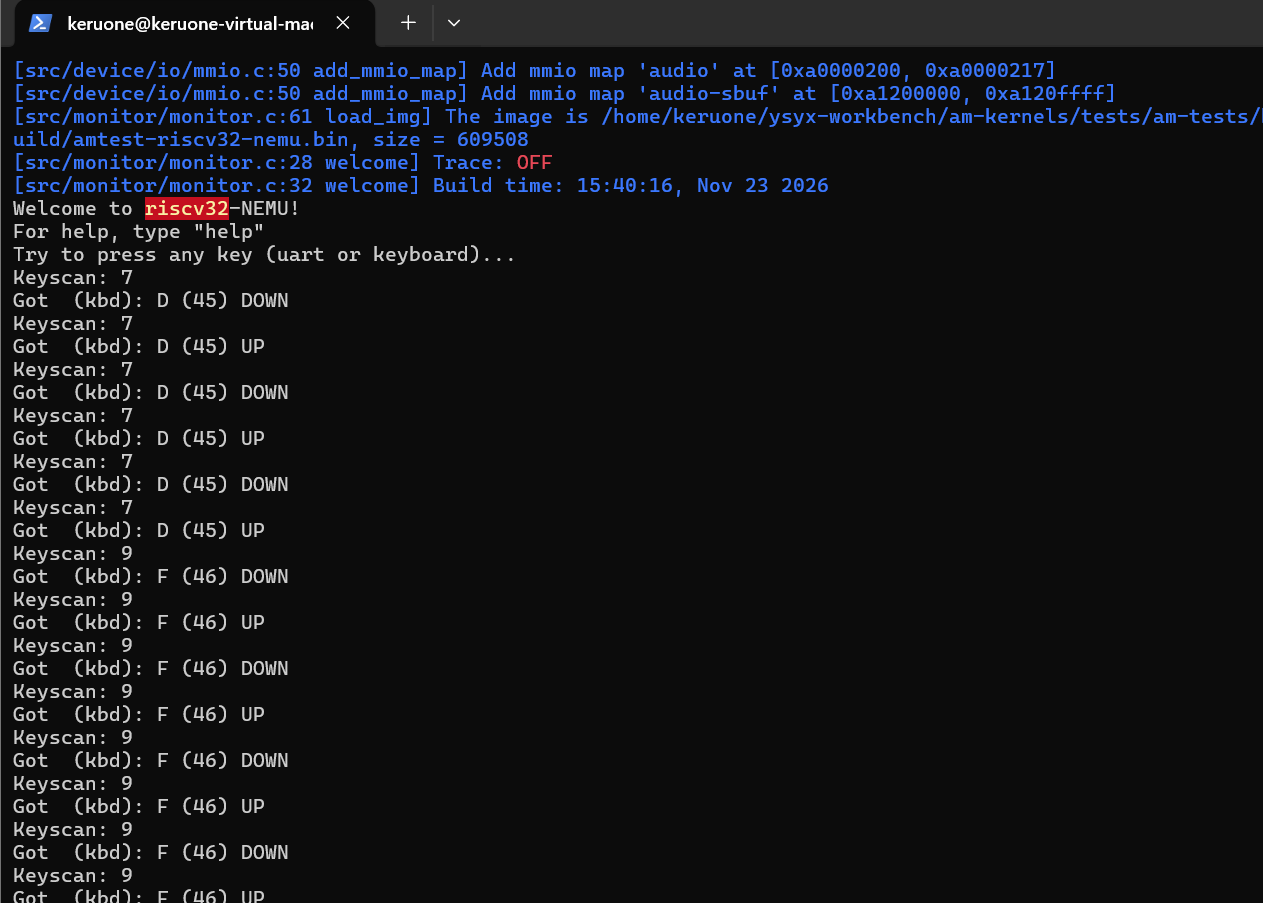 keruone@keruone-virtual-mac
[src/device/io/mmio.c:50 add_mmio_map] Add mmio map 'audio' at [0xa0000200, 0xa0000217]
[src/device/io/mmio.c:50 add_mmio_map] Add mmio map 'audio-sbuf' at [0xa1200000, 0xa120ffff]
[src/monitor/monitor.c:61 load_img] The image is /home/keruone/ysyx-workbench/am-kernels/tests/am-tests/b
uild/amtest-riscv32-nemu.bin, size = 609508
[src/monitor/monitor.c:28 welcome] Trace: OFF
[src/monitor/monitor.c:32 welcome] Build time: 15:40:16, Nov 23 2026
Welcome to riscv32-NEMU!
For help, type "help"
Try to press any key (uart or keyboard)...
Keyscan: 7
Got  (kbd): D (45) DOWN
Keyscan: 7
Got  (kbd): D (45) UP
Keyscan: 7
Got  (kbd): D (45) DOWN
Keyscan: 7
Got  (kbd): D (45) UP
Keyscan: 7
Got  (kbd): D (45) DOWN
Keyscan: 7
Got  (kbd): D (45) UP
Keyscan: 9
Got  (kbd): F (46) DOWN
Keyscan: 9
Got  (kbd): F (46) UP
Keyscan: 9
Got  (kbd): F (46) DOWN
Keyscan: 9
Got  (kbd): F (46) UP
Keyscan: 9
Got  (kbd): F (46) DOWN
Keyscan: 9
Got  (kbd): F (46) UP
Keyscan: 9
Got  (kbd): F (46) DOWN
Keyscan: 9
Got  (kbd): F (46) UP